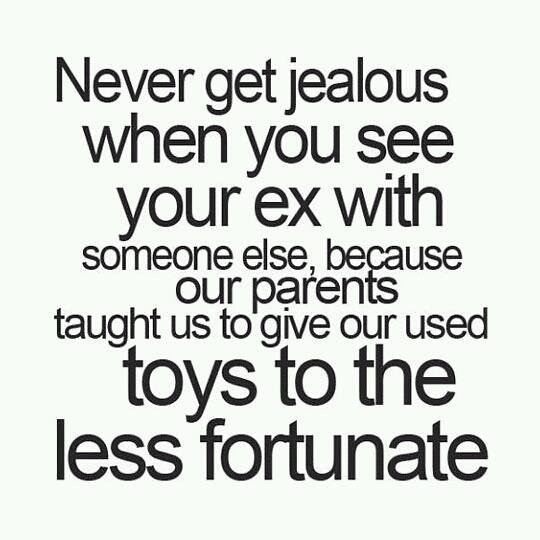 Never get jealous
when you see
your ex with
someone else, because
our parents
taught us to give our used
toys to the
less fortunate